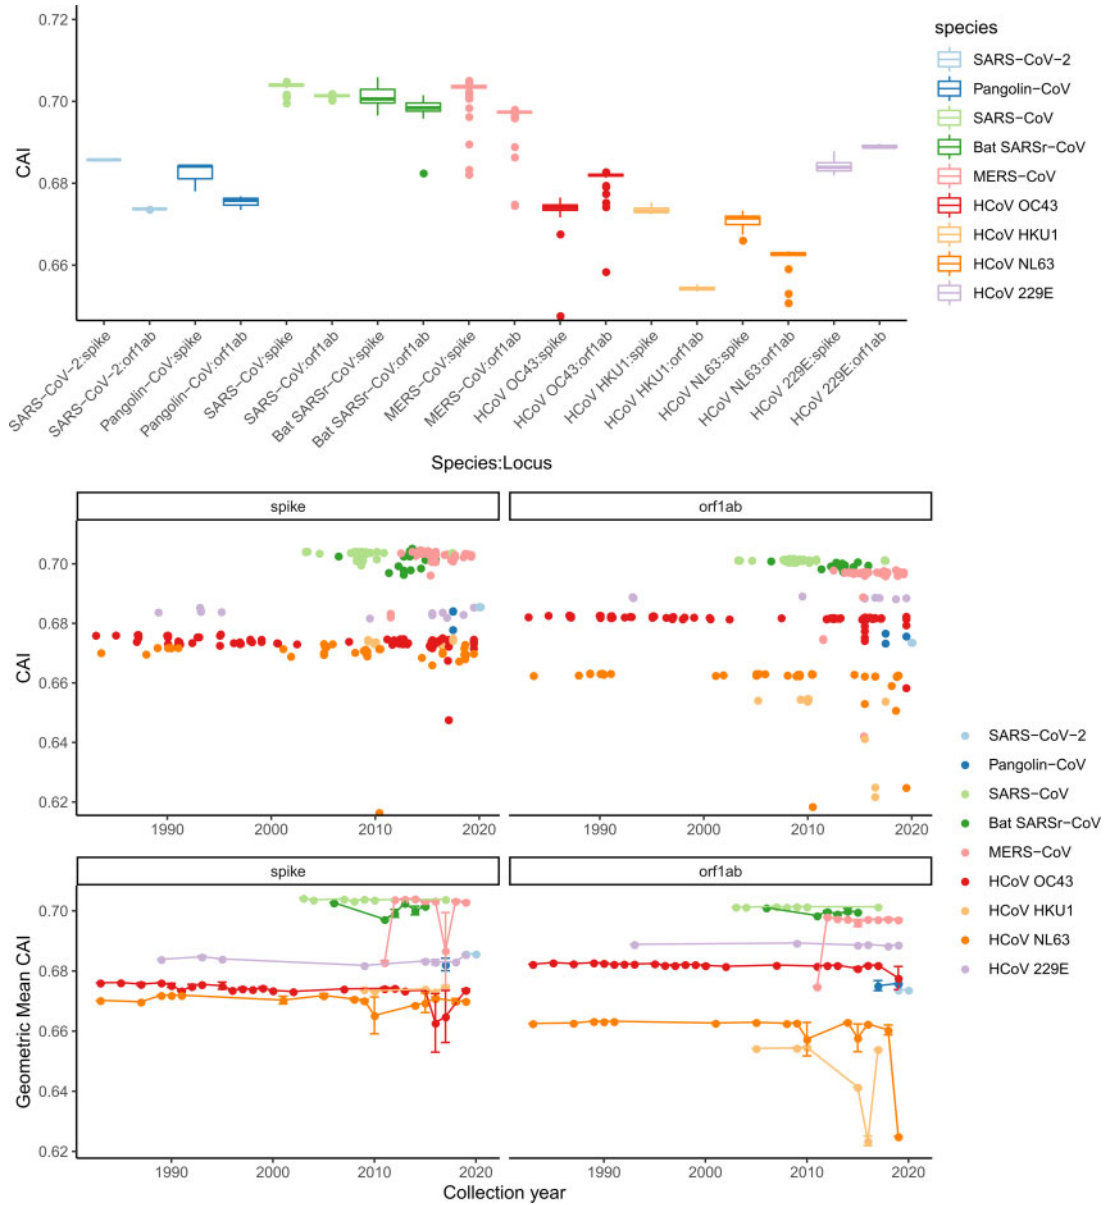 0.72
0.70
0.68
0.66
CAI
SARS−CoV−2:spike
SARS−CoV−2:orf1ab
Pangolin−CoV:spike
Pangolin−CoV:orf1ab
SARS−CoV:spike
SARS−CoV:orf1ab
Bat SARSr−CoV:spike
Bat SARSr−CoV:orf1ab
MERS−CoV:spike
MERS−CoV:orf1ab
HCoV OC43:spike
HCoV OC43:orf1ab
HCoV HKU1:spike
HCoV HKU1:orf1ab
HCoV NL63:spike
HCoV NL63:orf1ab
HCoV 229E:spike
HCoV 229E:orf1ab
Species:Locus
species
SARS−CoV−2
Pangolin−CoV
SARS−CoV
Bat SARSr−CoV
MERS−CoV
HCoV OC43
HCoV HKU1
HCoV NL63
HCoV 229E
spike
orf1ab
0.70
0.68
0.66
0.64
0.62
CAI
1990 2000 2010 2020
1990 2000 2010 2020
spike
orf1ab
0.70
0.68
0.66
0.64
0.62
Geometric Mean CAI
1990 2000 2010 2020
1990 2000 2010 2020
Collection year
SARS−CoV−2
Pangolin−CoV
SARS−CoV
Bat SARSr−CoV
MERS−CoV
HCoV OC43
HCoV HKU1
HCoV NL63
HCoV 229E